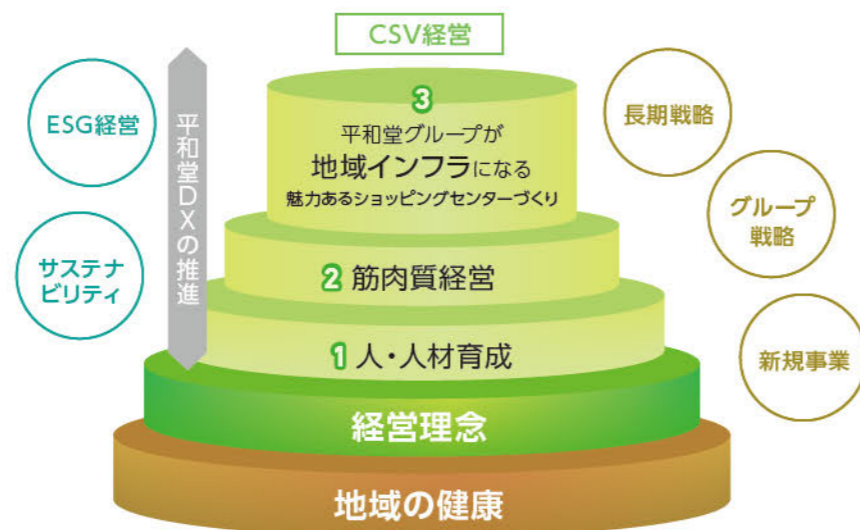 CSV経営
ESG経営
サステナ
ビリティ
平和堂DXの推進
3
平和堂グループが
地域インフラになる
魅力あるショッピングセンターづくり
2 筋肉質経営
1 人・人材育成
経営理念
地域の健康
長期戦略
グループ
戦略
新規事業